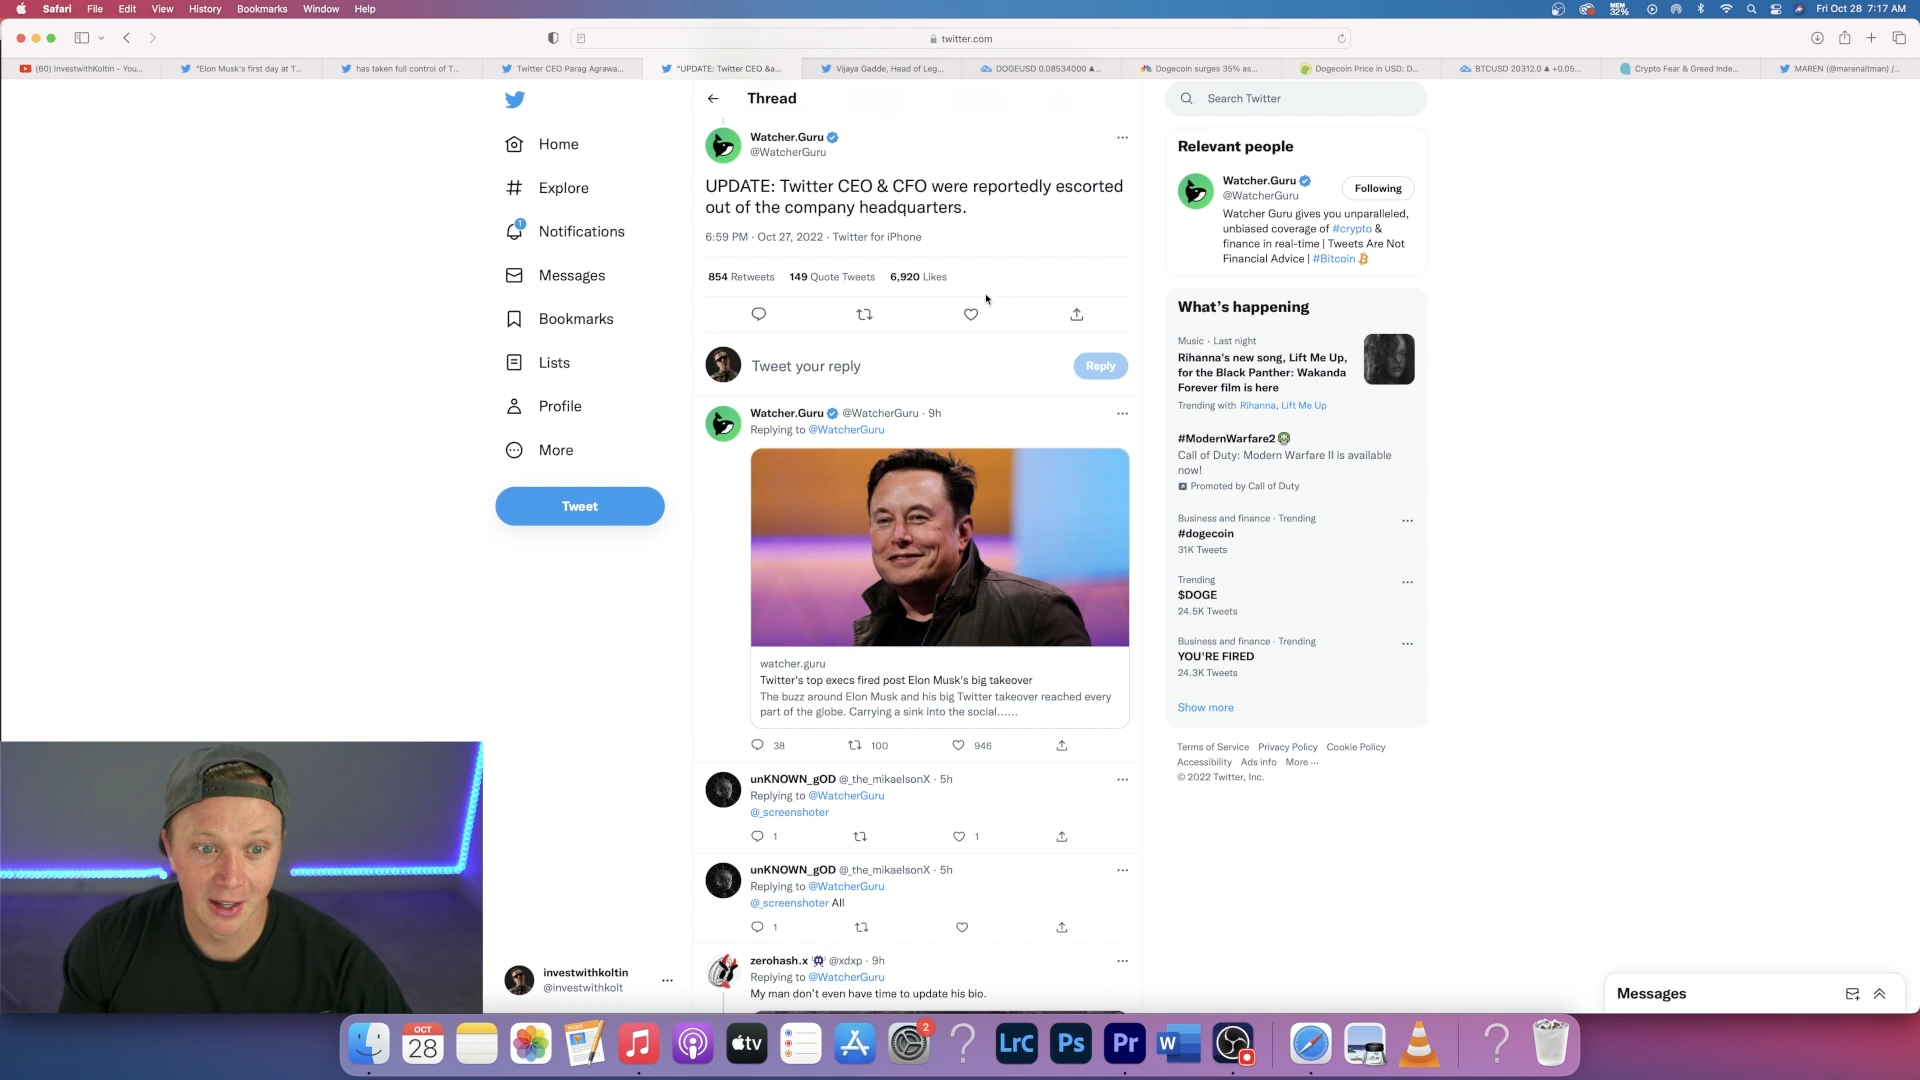 Safari File Edit View History Bookmarks Window Help
MEM 32% Fri Oct 28 7:17 AM
twitter.com
(60) InvestwithKoltin - You...
"Elon Musk's first day at T...
has taken full control of T...
Twitter CEO Parag Agrawa...
"UPDATE: Twitter CEO &a...
Vijaya Gadde, Head of Leg...
DOGEUSD 0.08534000 ▲...
Dogecoin surges 35% as...
Dogecoin Price in USD: D...
BTCUSD 20312.0 ▲ +0.05...
Crypto Fear & Greed Inde...
MAREN (@marenaltman) /...
Home
Explore
1
Notifications
Messages
Bookmarks
Lists
Profile
More
Tweet
investwithkoltin
@investwithkolt
Thread
Watcher.Guru
@WatcherGuru
UPDATE: Twitter CEO & CFO were reportedly escorted
out of the company headquarters.
6:59 PM · Oct 27, 2022 · Twitter for iPhone
854 Retweets 149 Quote Tweets 6,920 Likes
Tweet your reply
Reply
Watcher.Guru @WatcherGuru · 9h
Replying to @WatcherGuru
watcher.guru
Twitter's top execs fired post Elon Musk's big takeover
The buzz around Elon Musk and his big Twitter takeover reached every
part of the globe. Carrying a sink into the social......
38 100 946
unKNOWN_gOD @_the_mikaelsonX · 5h
Replying to @WatcherGuru
@_screenshoter
1 1
unKNOWN_gOD @_the_mikaelsonX · 5h
Replying to @WatcherGuru
@_screenshoter All
1
zerohash.x @xdxp · 9h
Replying to @WatcherGuru
My man don't even have time to update his bio.
Search Twitter
Relevant people
Watcher.Guru
@WatcherGuru
Following
Watcher Guru gives you unparalleled,
unbiased coverage of #crypto &
finance in real-time | Tweets Are Not
Financial Advice | #Bitcoin
What's happening
Music · Last night
Rihanna's new song, Lift Me Up,
for the Black Panther: Wakanda
Forever film is here
Trending with Rihanna, Lift Me Up
#ModernWarfare2
Call of Duty: Modern Warfare II is available
now!
Promoted by Call of Duty
Business and finance · Trending
#dogecoin
31K Tweets
Trending
$DOGE
24.5K Tweets
Business and finance · Trending
YOU'RE FIRED
24.3K Tweets
Show more
Terms of Service Privacy Policy Cookie Policy
Accessibility Ads info More ···
© 2022 Twitter, Inc.
Messages
OCT
28
tv
2
?
LrC
Ps
Pr
W
?